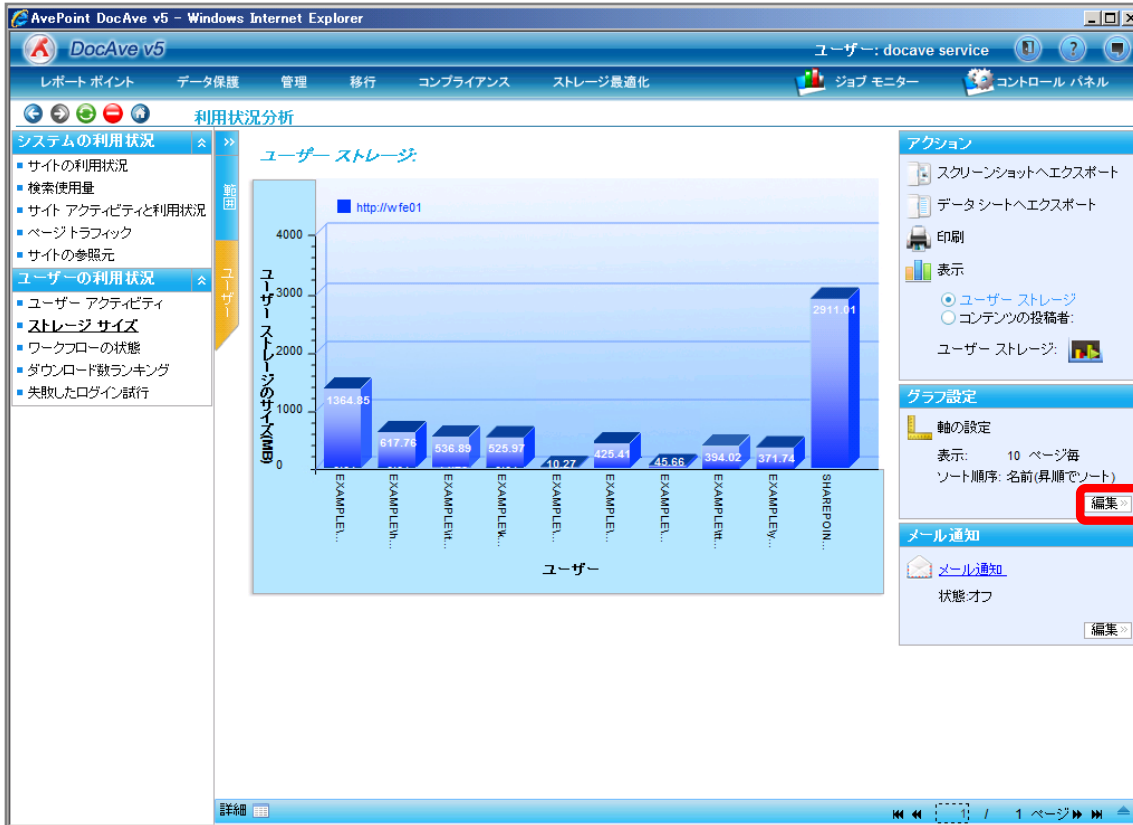 AvePoint DocAve v5 - Windows Internet Explorer
DocAve v5
ユーザー: docave service
レポート ポイント データ保護 管理 移行 コンプライアンス ストレージ最適化 ジョブ モニター コントロール パネル
利用状況分析
システムの利用状況
サイトの利用状況
検索使用量
サイト アクティビティと利用状況
ページトラフィック
サイトの参照元
ユーザーの利用状況
ユーザー アクティビティ
ストレージ サイズ
ワークフローの状態
ダウンロード数ランキング
失敗したログイン試行
範囲
ユーザー
ユーザー ストレージ:
http://wfe01
ユーザー ストレージのサイズ(MB)
4000
3000
2000
1000
0
1364.85
617.76
536.89
525.97
10.27
425.41
45.66
394.02
371.74
2911.01
EXAMPLE\...
EXAMPLE\h...
EXAMPLE\it...
EXAMPLE\k...
EXAMPLE\...
EXAMPLE\...
EXAMPLE\...
EXAMPLE\tt...
EXAMPLE\y...
SHAREPOIN...
ユーザー
アクション
スクリーンショットへエクスポート
データシートへエクスポート
印刷
表示
ユーザー ストレージ
コンテンツの投稿者:
ユーザー ストレージ:
グラフ設定
軸の設定
表示: 10 ページ毎
ソート順序: 名前(昇順でソート)
編集
メール通知
メール通知
状態:オフ
編集
詳細
1 / 1 ページ